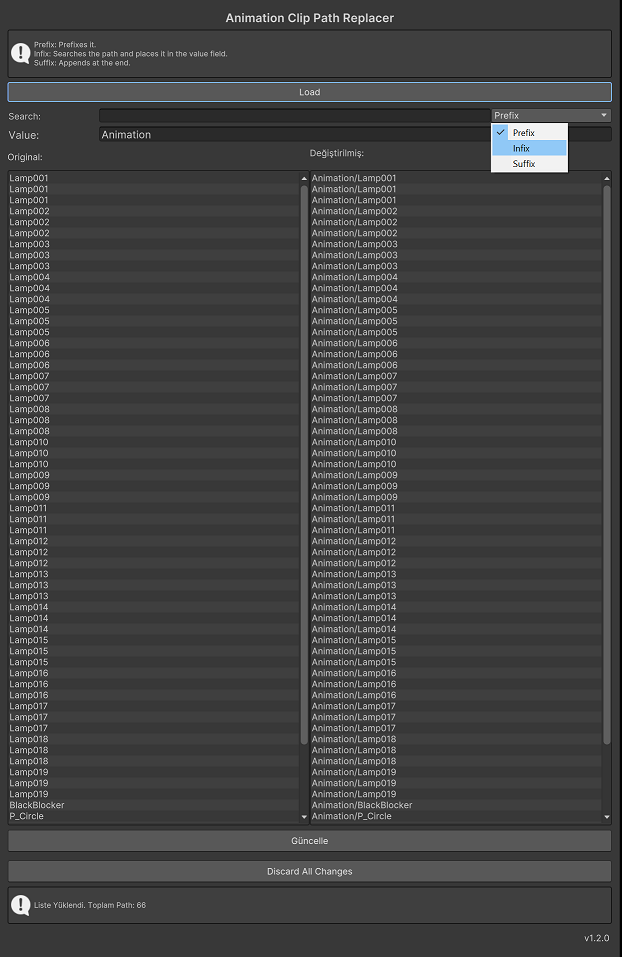 Animation Clip Path Replacer
Prefix: Prefixes it.
Infix: Searches the path and places it in the value field.
Suffix: Appends at the end.
Load
Search: Prefix
Value: Animation
Prefix
Infix
Suffix
Original: Değiştirilmiş:
Lamp001 Animation/Lamp001
Lamp001 Animation/Lamp001
Lamp001 Animation/Lamp001
Lamp002 Animation/Lamp002
Lamp002 Animation/Lamp002
Lamp002 Animation/Lamp002
Lamp003 Animation/Lamp003
Lamp003 Animation/Lamp003
Lamp003 Animation/Lamp003
Lamp004 Animation/Lamp004
Lamp004 Animation/Lamp004
Lamp004 Animation/Lamp004
Lamp005 Animation/Lamp005
Lamp005 Animation/Lamp005
Lamp005 Animation/Lamp005
Lamp006 Animation/Lamp006
Lamp006 Animation/Lamp006
Lamp006 Animation/Lamp006
Lamp007 Animation/Lamp007
Lamp007 Animation/Lamp007
Lamp007 Animation/Lamp007
Lamp008 Animation/Lamp008
Lamp008 Animation/Lamp008
Lamp008 Animation/Lamp008
Lamp010 Animation/Lamp010
Lamp010 Animation/Lamp010
Lamp010 Animation/Lamp010
Lamp009 Animation/Lamp009
Lamp009 Animation/Lamp009
Lamp009 Animation/Lamp009
Lamp011 Animation/Lamp011
Lamp011 Animation/Lamp011
Lamp011 Animation/Lamp011
Lamp012 Animation/Lamp012
Lamp012 Animation/Lamp012
Lamp012 Animation/Lamp012
Lamp013 Animation/Lamp013
Lamp013 Animation/Lamp013
Lamp013 Animation/Lamp013
Lamp014 Animation/Lamp014
Lamp014 Animation/Lamp014
Lamp014 Animation/Lamp014
Lamp015 Animation/Lamp015
Lamp015 Animation/Lamp015
Lamp015 Animation/Lamp015
Lamp016 Animation/Lamp016
Lamp016 Animation/Lamp016
Lamp016 Animation/Lamp016
Lamp017 Animation/Lamp017
Lamp017 Animation/Lamp017
Lamp017 Animation/Lamp017
Lamp018 Animation/Lamp018
Lamp018 Animation/Lamp018
Lamp018 Animation/Lamp018
Lamp019 Animation/Lamp019
Lamp019 Animation/Lamp019
Lamp019 Animation/Lamp019
BlackBlocker Animation/BlackBlocker
P_Circle Animation/P_Circle
Güncelle
Discard All Changes
Liste Yüklendi. Toplam Path: 66
v1.2.0